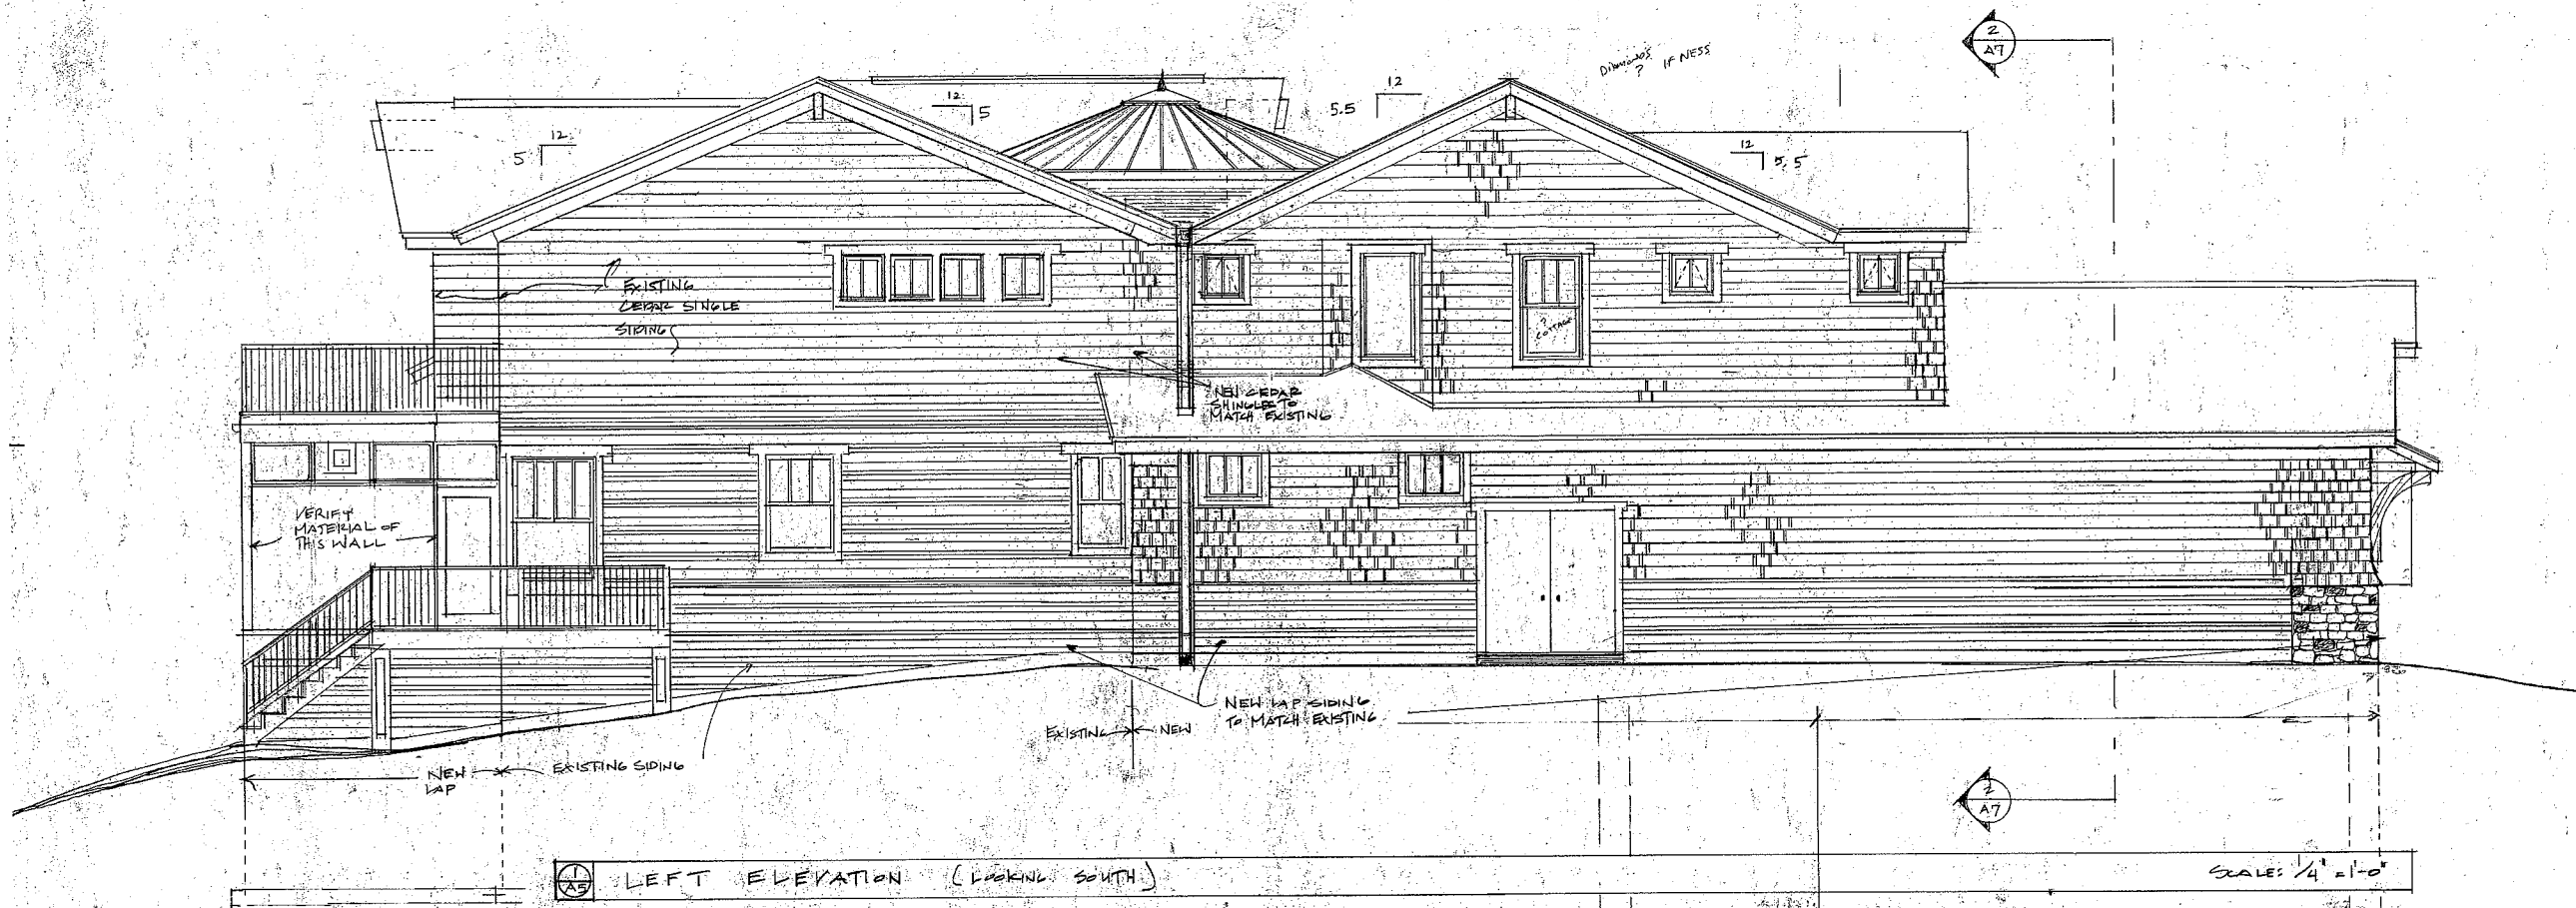 2
A7
Diamonds
? IF NESS
12
5
12
5
12
5.5
12
5.5
EXISTING
CEDAR SINGLE
SIDING
?
COTTAGE
NEW CEDAR
SHINGLES TO
MATCH EXISTING
VERIFY
MATERIAL OF
THIS WALL
NEW LAP SIDING
TO MATCH EXISTING
EXISTING
NEW
NEW
LAP
EXISTING SIDING
2
A7
1
A5
LEFT ELEVATION (LOOKING SOUTH)
SCALE: 1/4" = 1'-0"